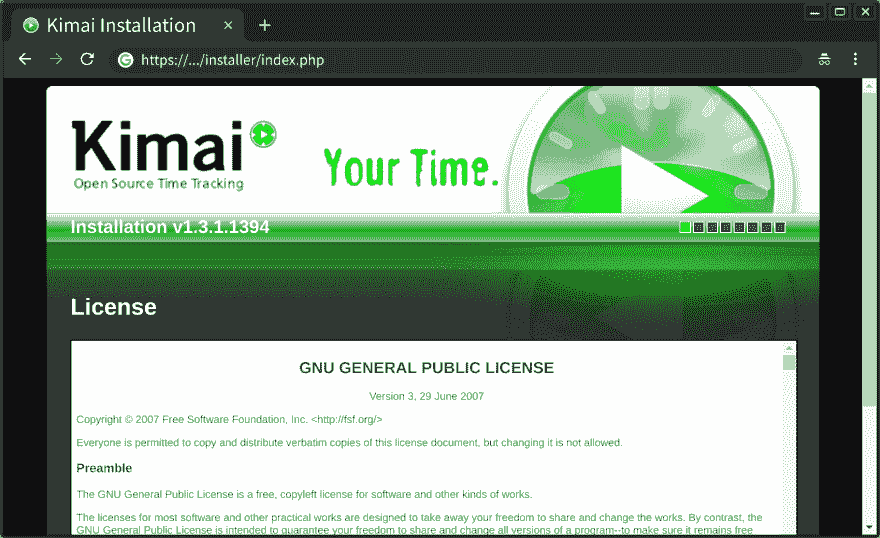 Kimai Installation
https://.../installer/index.php
Kimai
Open Source Time Tracking
Your Time.
Installation v1.3.1.1394
License
GNU GENERAL PUBLIC LICENSE
Version 3, 29 June 2007
Copyright © 2007 Free Software Foundation, Inc. <http://fsf.org/>
Everyone is permitted to copy and distribute verbatim copies of this license document, but changing it is not allowed.
Preamble
The GNU General Public License is a free, copyleft license for software and other kinds of works.
The licenses for most software and other practical works are designed to take away your freedom to share and change the works. By contrast, the
GNU General Public License is intended to guarantee your freedom to share and change all versions of a program--to make sure it remains free